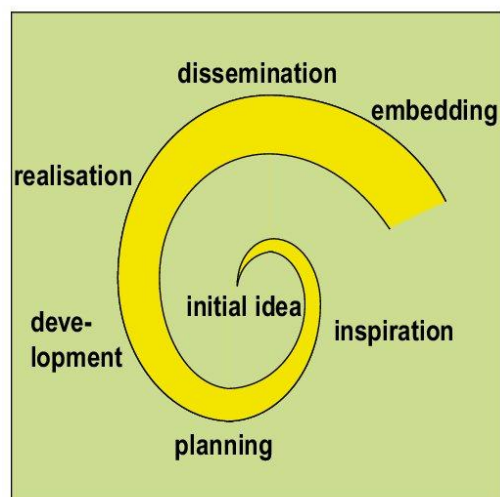 dissemination
embedding
realisation
initial idea
deve-
lopment
inspiration
planning